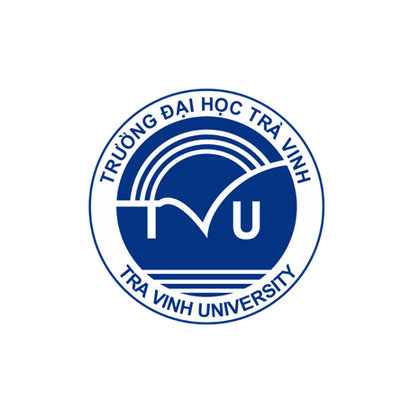 TRƯỜNG ĐẠI HỌC TRÀ VINH
TVU
TRA VINH UNIVERSITY